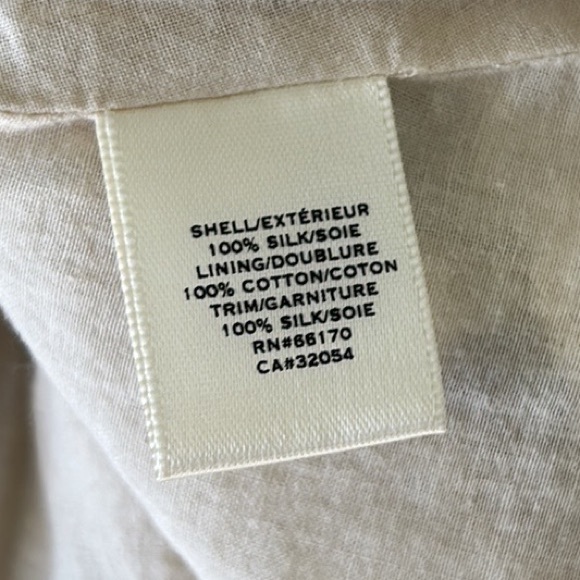 SHELL/EXTÉRIEUR
100% SILK/SOIE
LINING/DOUBLURE
100% COTTON/COTON
TRIM/GARNITURE
100% SILK/SOIE
RN#66170
CA#32054